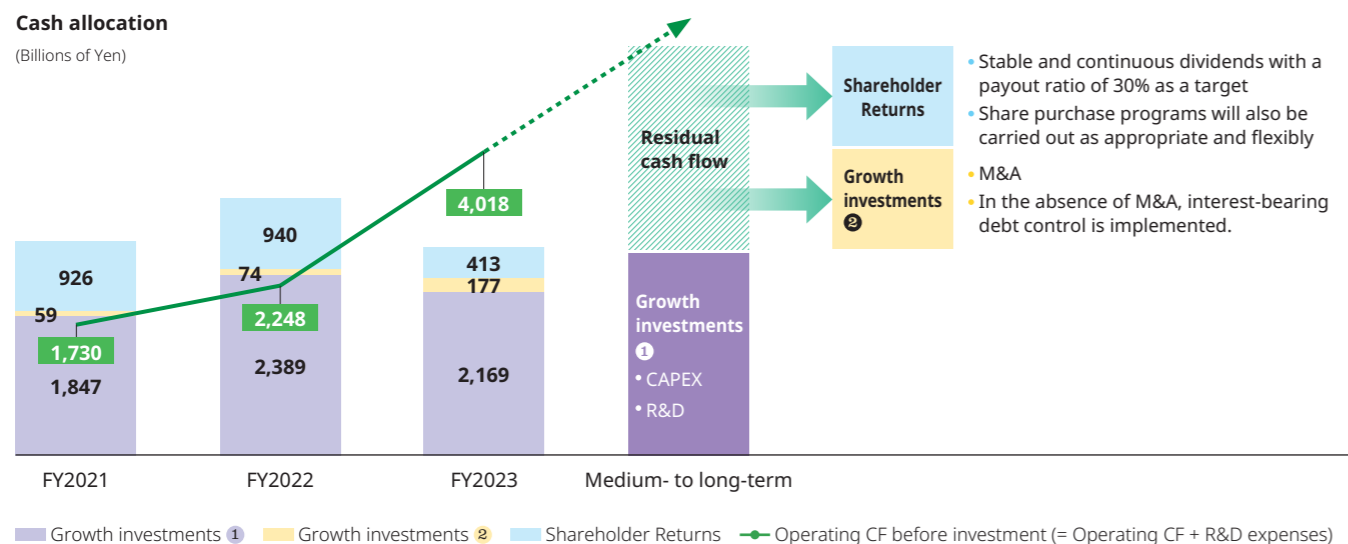 Cash allocation
(Billions of Yen)
926
59
1,730
1,847
940
74
2,248
2,389
4,018
413
177
2,169
Residual
cash flow
Growth
investments
1
• CAPEX
• R&D
Shareholder
Returns
• Stable and continuous dividends with a
payout ratio of 30% as a target
• Share purchase programs will also be
carried out as appropriate and flexibly
Growth
investments
2
• M&A
• In the absence of M&A, interest-bearing
debt control is implemented.
FY2021 FY2022 FY2023 Medium- to long-term
Growth investments 1 Growth investments 2 Shareholder Returns Operating CF before investment (= Operating CF + R&D expenses)